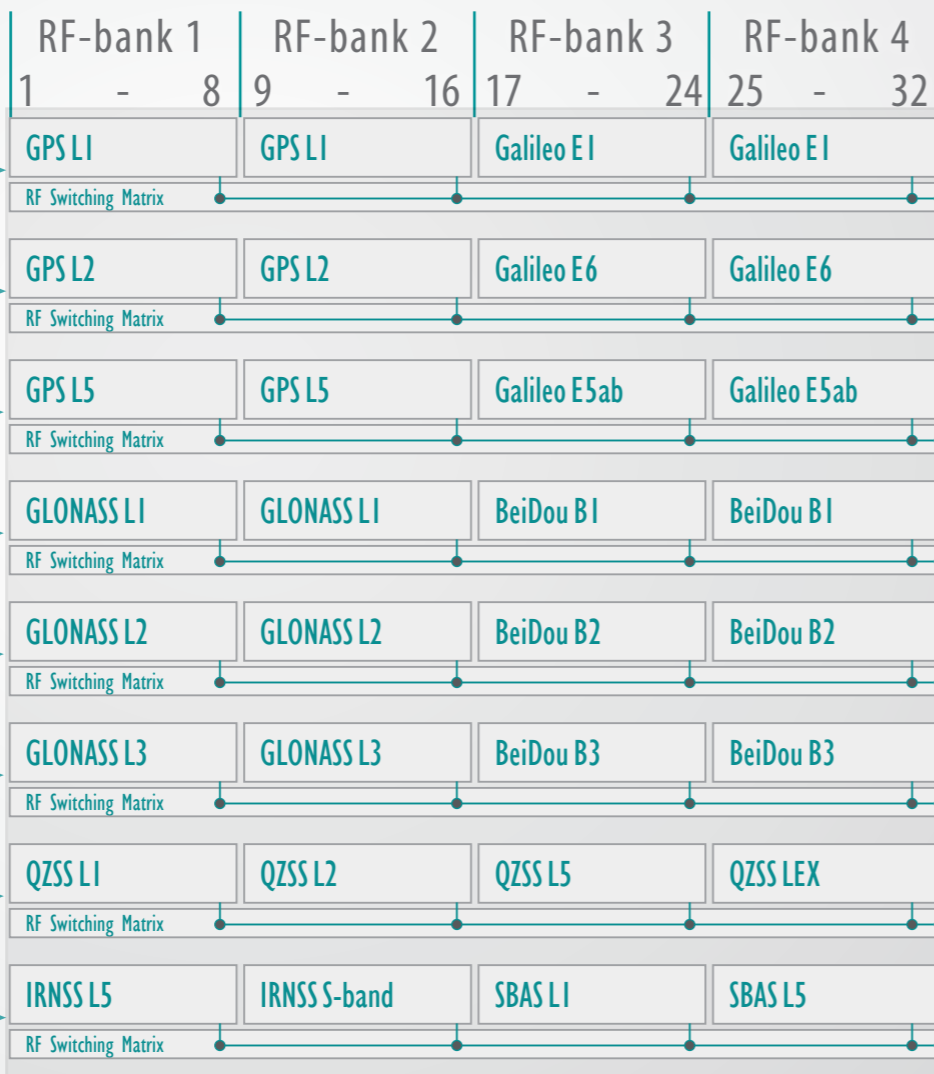 RF-bank 1 RF-bank 2 RF-bank 3 RF-bank 4
1 - 8 9 - 16 17 - 24 25 - 32
GPS L1 GPS L1 Galileo E1 Galileo E1
RF Switching Matrix
GPS L2 GPS L2 Galileo E6 Galileo E6
RF Switching Matrix
GPS L5 GPS L5 Galileo E5ab Galileo E5ab
RF Switching Matrix
GLONASS L1 GLONASS L1 BeiDou B1 BeiDou B1
RF Switching Matrix
GLONASS L2 GLONASS L2 BeiDou B2 BeiDou B2
RF Switching Matrix
GLONASS L3 GLONASS L3 BeiDou B3 BeiDou B3
RF Switching Matrix
QZSS L1 QZSS L2 QZSS L5 QZSS LEX
RF Switching Matrix
IRNSS L5 IRNSS S-band SBAS L1 SBAS L5
RF Switching Matrix